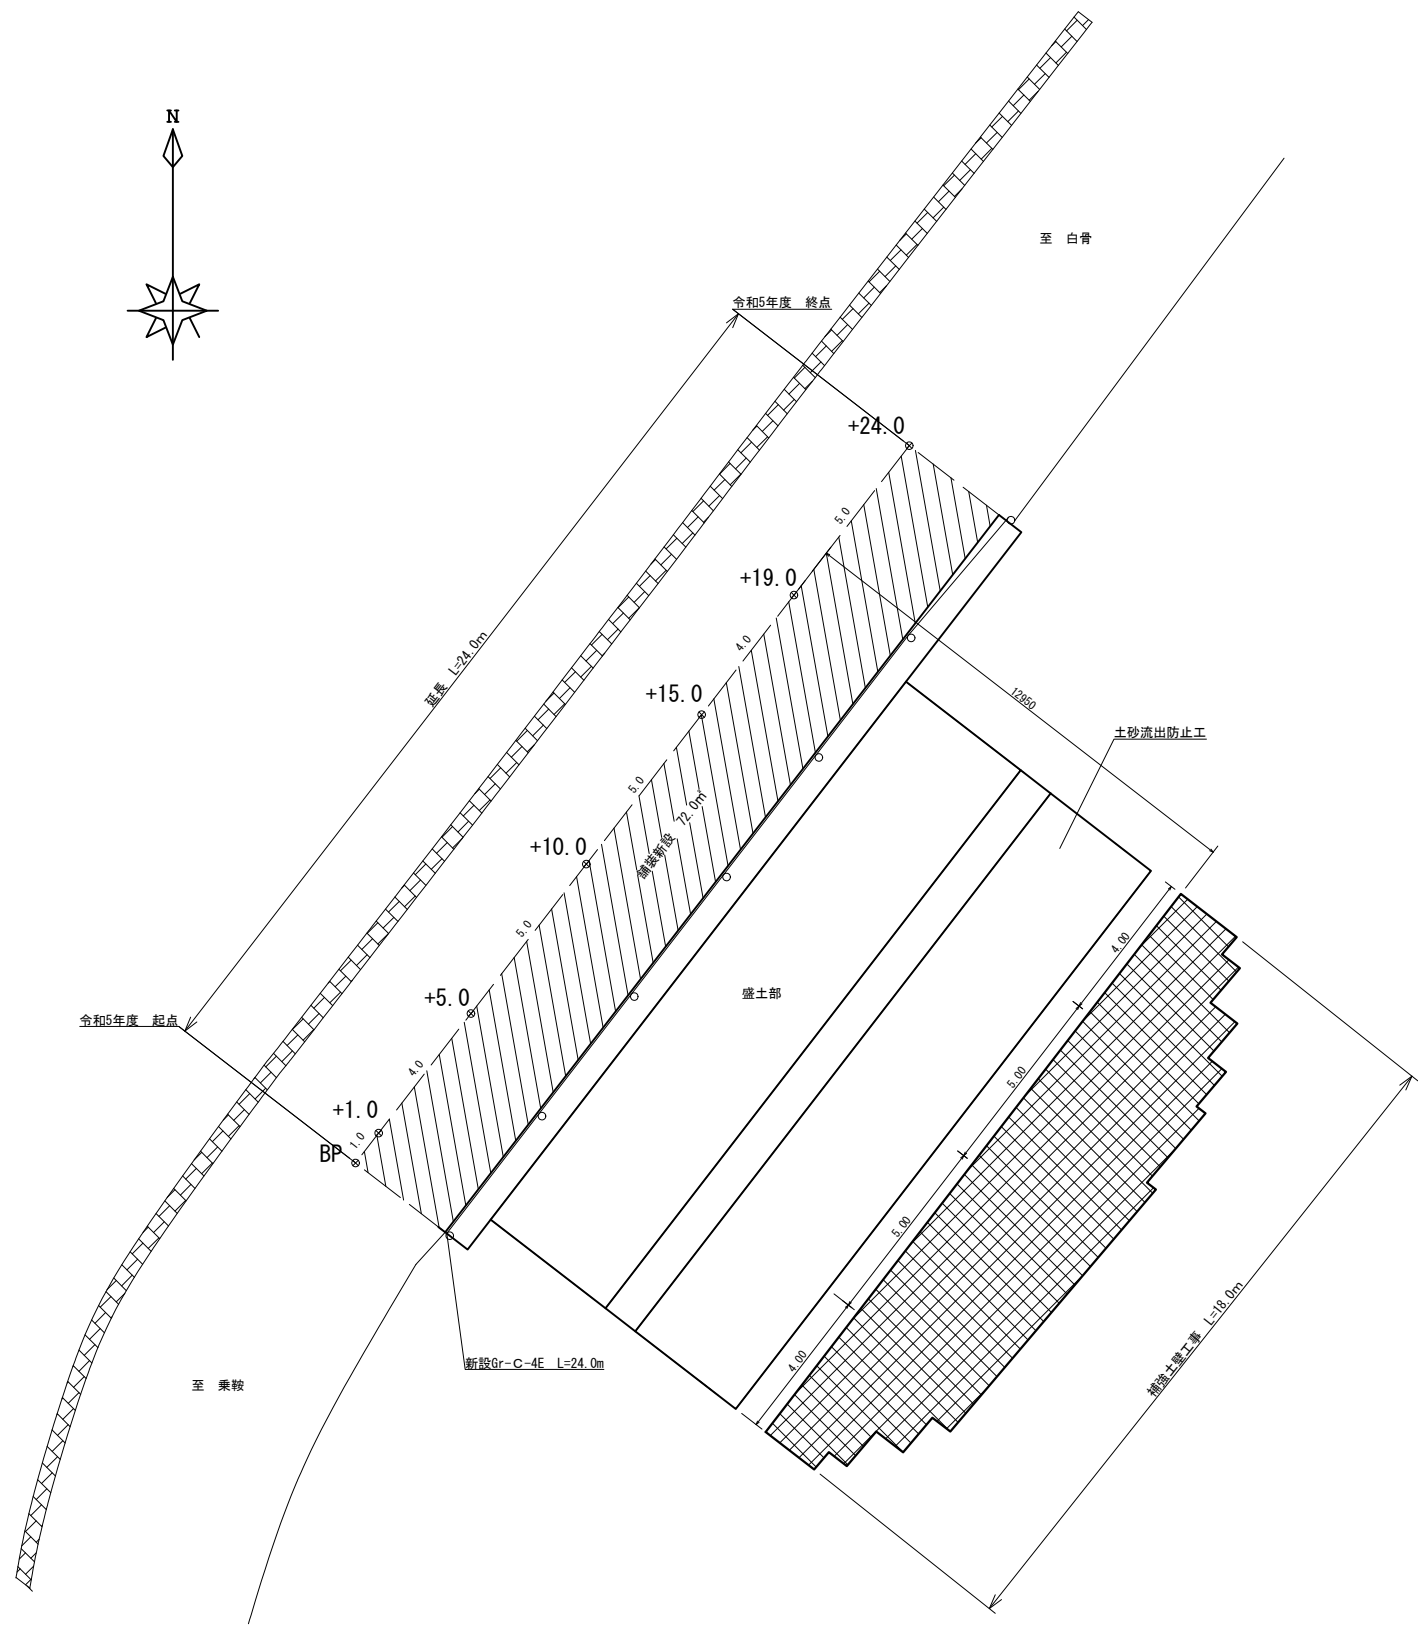 N
至　白骨
令和5年度　終点
+24.0
5.0
+19.0
延長　L=24.0m
4.0
+15.0
12950
土砂流出防止工
5.0
舗装新設　72.0㎡
+10.0
5.0
4.00
+5.0
盛土部
令和5年度　起点
4.0
5.00
+1.0
1.0
BP
5.00
新設Gr-C-4E　L=24.0m
4.00
補強土壁工事　L=18.0m
至　乗鞍